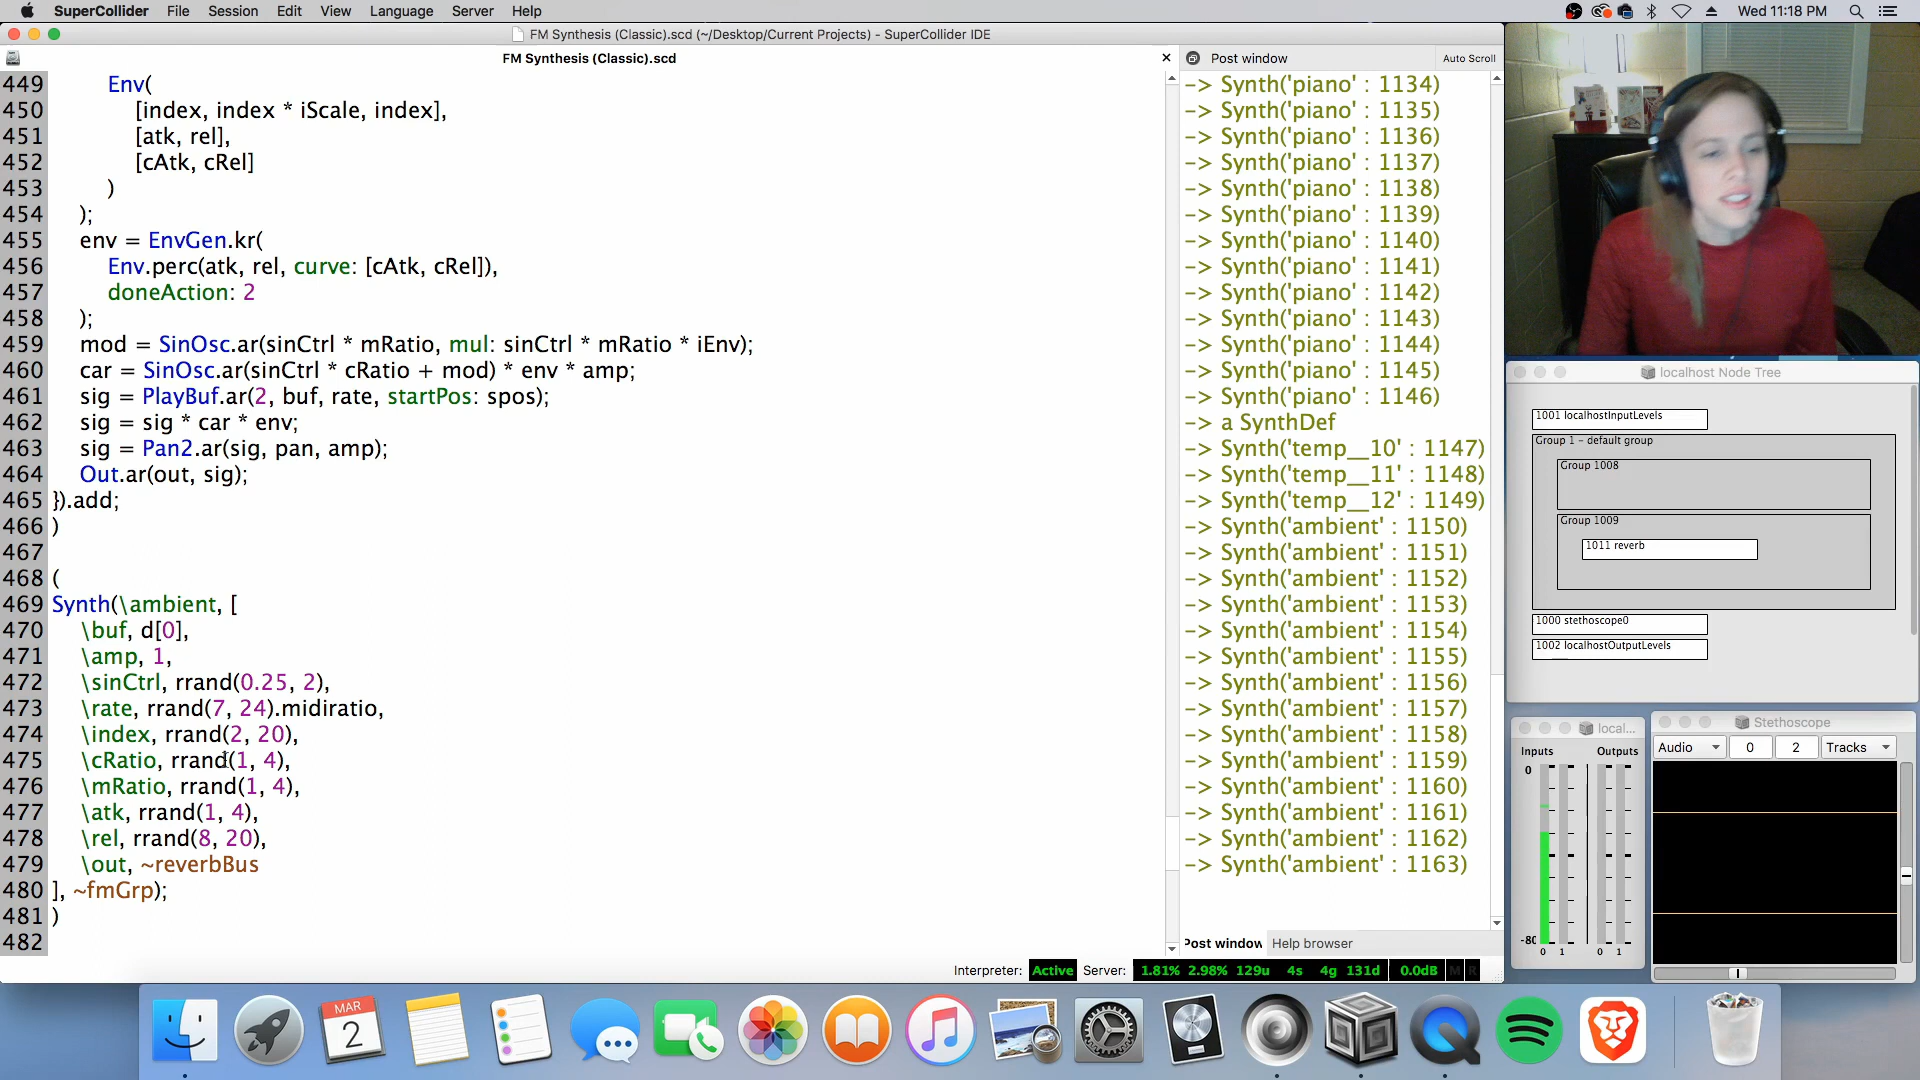 SuperCollider File Session Edit View Language Server Help
Wed 11:18 PM
FM Synthesis (Classic).scd (~/Desktop/Current Projects) - SuperCollider IDE
FM Synthesis (Classic).scd
449 Env(
450 [index, index * iScale, index],
451 [atk, rel],
452 [cAtk, cRel]
453 )
454 );
455 env = EnvGen.kr(
456 Env.perc(atk, rel, curve: [cAtk, cRel]),
457 doneAction: 2
458 );
459 mod = SinOsc.ar(sinCtrl * mRatio, mul: sinCtrl * mRatio * iEnv);
460 car = SinOsc.ar(sinCtrl * cRatio + mod) * env * amp;
461 sig = PlayBuf.ar(2, buf, rate, startPos: spos);
462 sig = sig * car * env;
463 sig = Pan2.ar(sig, pan, amp);
464 Out.ar(out, sig);
465 }).add;
466 )
467
468 (
469 Synth(\ambient, [
470 \buf, d[0],
471 \amp, 1,
472 \sinCtrl, rrand(0.25, 2),
473 \rate, rrand(7, 24).midiratio,
474 \index, rrand(2, 20),
475 \cRatio, rrand(1, 4),
476 \mRatio, rrand(1, 4),
477 \atk, rrand(1, 4),
478 \rel, rrand(8, 20),
479 \out, ~reverbBus
480 ], ~fmGrp);
481 )
482
Post window
Auto Scroll
-> Synth('piano' : 1134)
-> Synth('piano' : 1135)
-> Synth('piano' : 1136)
-> Synth('piano' : 1137)
-> Synth('piano' : 1138)
-> Synth('piano' : 1139)
-> Synth('piano' : 1140)
-> Synth('piano' : 1141)
-> Synth('piano' : 1142)
-> Synth('piano' : 1143)
-> Synth('piano' : 1144)
-> Synth('piano' : 1145)
-> Synth('piano' : 1146)
-> a SynthDef
-> Synth('temp__10' : 1147)
-> Synth('temp__11' : 1148)
-> Synth('temp__12' : 1149)
-> Synth('ambient' : 1150)
-> Synth('ambient' : 1151)
-> Synth('ambient' : 1152)
-> Synth('ambient' : 1153)
-> Synth('ambient' : 1154)
-> Synth('ambient' : 1155)
-> Synth('ambient' : 1156)
-> Synth('ambient' : 1157)
-> Synth('ambient' : 1158)
-> Synth('ambient' : 1159)
-> Synth('ambient' : 1160)
-> Synth('ambient' : 1161)
-> Synth('ambient' : 1162)
-> Synth('ambient' : 1163)
Post window Help browser
Interpreter: Active Server: 1.81% 2.98% 129u 4s 4g 131d 0.0dB M R
localhost Node Tree
1001 localhostInputLevels
Group 1 - default group
Group 1008
Group 1009
1011 reverb
1000 stethoscope0
1002 localhostOutputLevels
local...
Inputs Outputs
0
-80
0 1 0 1
Stethoscope
Audio 0 2 Tracks
MAR
2